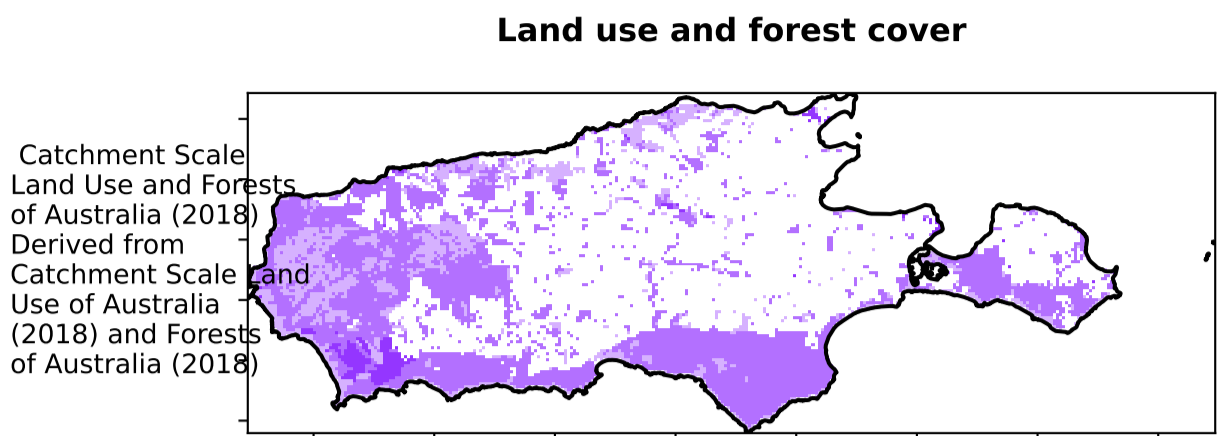 Land use and forest cover
Catchment Scale
Land Use and Forests
of Australia (2018)
Derived from
Catchment Scale Land
Use of Australia
(2018) and Forests
of Australia (2018)